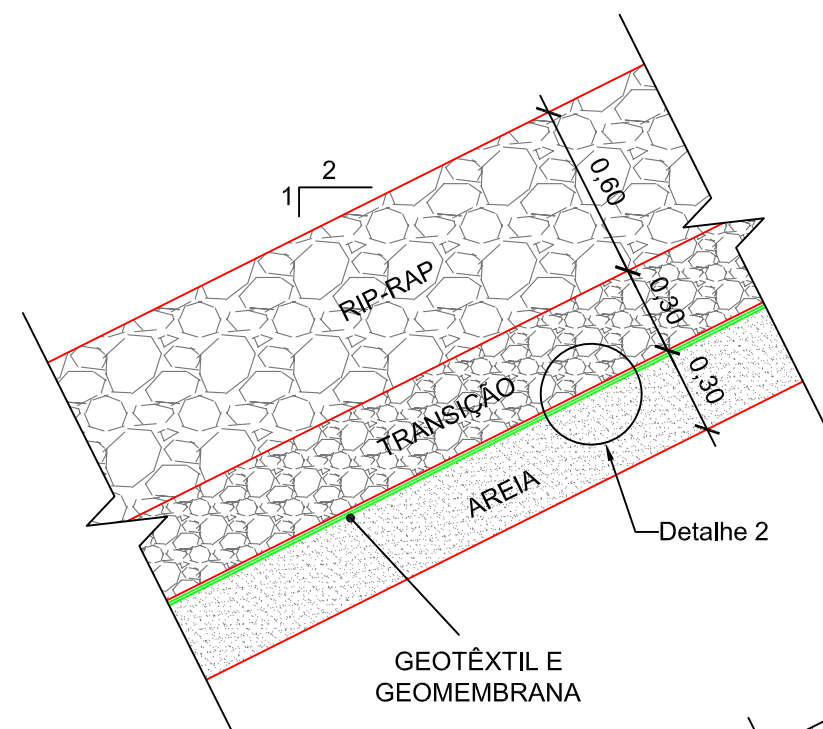 2
1
0,60
RIP-RAP
0,30
TRANSIÇÃO
0,30
AREIA
Detalhe 2
GEOTÊXTIL E
GEOMEMBRANA